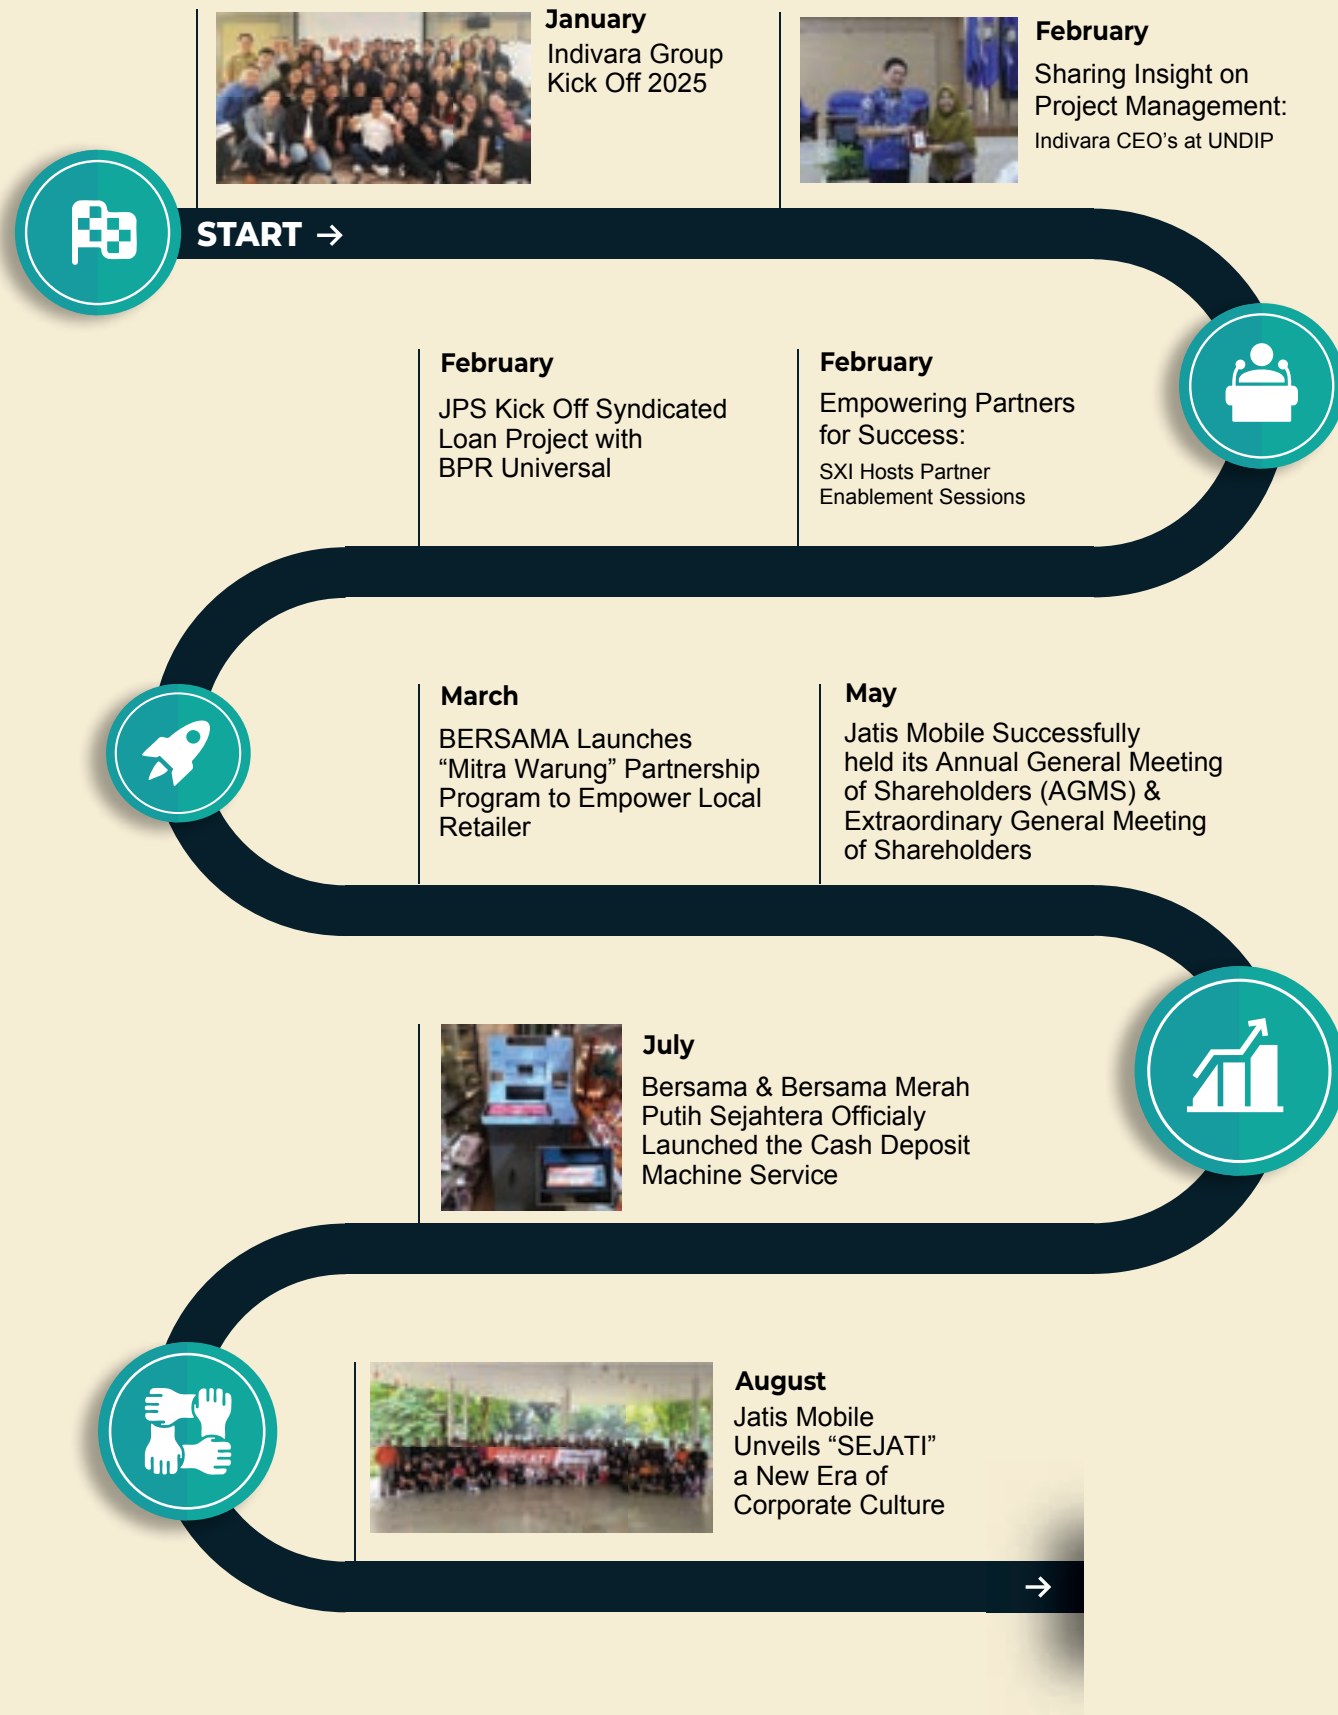 January
Indivara Group
Kick Off 2025
February
Sharing Insight on
Project Management:
Indivara CEO's at UNDIP
START →
February
JPS Kick Off Syndicated
Loan Project with
BPR Universal
February
Empowering Partners
for Success:
SXI Hosts Partner
Enablement Sessions
March
BERSAMA Launches
“Mitra Warung” Partnership
Program to Empower Local
Retailer
May
Jatis Mobile Successfully
held its Annual General Meeting
of Shareholders (AGMS) &
Extraordinary General Meeting
of Shareholders
July
Bersama & Bersama Merah
Putih Sejahtera Officialy
Launched the Cash Deposit
Machine Service
August
Jatis Mobile
Unveils “SEJATI”
a New Era of
Corporate Culture
→